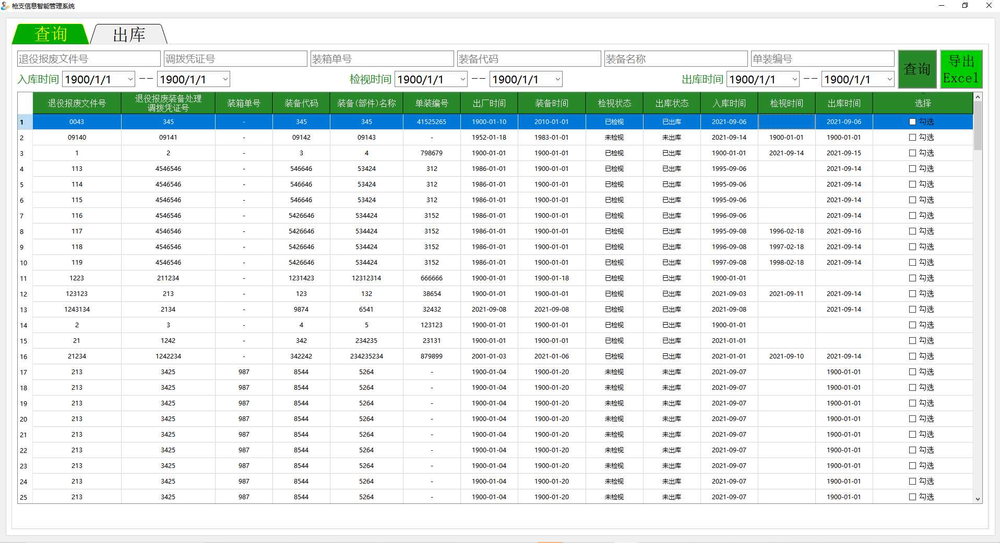 枪支信息智能管理系统
查询 出库
退役报废文件号 调拨凭证号 装箱单号 装备代码 装备名称 单装编号 查询 导出 Excel
入库时间 1900/1/1 -- 1900/1/1 检视时间 1900/1/1 -- 1900/1/1 出库时间 1900/1/1 -- 1900/1/1
退役报废文件号 退役报废装备处理调拨凭证号 装箱单号 装备代码 装备(部件)名称 单装编号 出厂时间 装备时间 检视状态 出库状态 入库时间 检视时间 出库时间 选择
1 0043 345 - 345 345 41525265 1900-01-10 2010-01-01 已检视 已出库 2021-09-06 2021-09-06 勾选
2 09140 09141 - 09142 09143 - 1952-01-18 1983-01-01 未检视 未出库 2021-09-14 1900-01-01 1900-01-01 勾选
3 1 2 - 3 4 798679 1900-01-01 1900-01-01 已检视 已出库 1900-01-01 2021-09-14 2021-09-15 勾选
4 113 4546546 - 546646 53424 312 1986-01-01 1900-01-01 已检视 已出库 1995-09-06 2021-09-14 勾选
5 114 4546546 - 546646 53424 312 1986-01-01 1900-01-01 已检视 已出库 1995-09-06 2021-09-14 勾选
6 115 4546546 - 546646 53424 312 1986-01-01 1900-01-01 已检视 已出库 1995-09-06 2021-09-14 勾选
7 116 4546546 - 5426646 534424 3152 1986-01-01 1900-01-01 已检视 已出库 1996-09-06 2021-09-14 勾选
8 117 4546546 - 5426646 534424 3152 1986-01-01 1900-01-01 已检视 已出库 1995-09-08 1996-02-18 2021-09-16 勾选
9 118 4546546 - 5426646 534424 3152 1986-01-01 1900-01-01 已检视 已出库 1996-09-08 1997-02-18 2021-09-14 勾选
10 119 4546546 - 5426646 534424 3152 1986-01-01 1900-01-01 已检视 已出库 1997-09-08 1998-02-18 2021-09-14 勾选
11 1223 211234 - 1231423 12312314 666666 1900-01-01 1900-01-18 已检视 已出库 1900-01-01 勾选
12 123123 213 - 123 132 38654 1900-01-01 1900-01-01 已检视 已出库 2021-09-03 2021-09-11 2021-09-14 勾选
13 1243134 2134 - 9874 6541 32432 2021-09-08 2021-09-08 已检视 已出库 2021-09-08 2021-09-14 勾选
14 2 3 - 4 5 123123 1900-01-01 1900-01-01 已检视 已出库 1900-01-01 勾选
15 21 1242 - 342 234235 23131 1900-01-01 1900-01-01 已检视 已出库 2021-01-01 勾选
16 21234 1242234 - 342242 234235234 879899 2001-01-03 2021-01-06 已检视 已出库 2021-01-01 2021-09-10 2021-09-14 勾选
17 213 3425 987 8544 5264 - 1900-01-04 1900-01-20 未检视 未出库 2021-09-07 1900-01-01 勾选
18 213 3425 987 8544 5264 - 1900-01-04 1900-01-20 未检视 未出库 2021-09-07 1900-01-01 勾选
19 213 3425 987 8544 5264 - 1900-01-04 1900-01-20 未检视 未出库 2021-09-07 1900-01-01 勾选
20 213 3425 987 8544 5264 - 1900-01-04 1900-01-20 未检视 未出库 2021-09-07 1900-01-01 勾选
21 213 3425 987 8544 5264 - 1900-01-04 1900-01-20 未检视 未出库 2021-09-07 1900-01-01 勾选
22 213 3425 987 8544 5264 - 1900-01-04 1900-01-20 未检视 未出库 2021-09-07 1900-01-01 勾选
23 213 3425 987 8544 5264 - 1900-01-04 1900-01-20 未检视 未出库 2021-09-07 1900-01-01 勾选
24 213 3425 987 8544 5264 - 1900-01-04 1900-01-20 未检视 未出库 2021-09-07 1900-01-01 勾选
25 213 3425 987 8544 5264 - 1900-01-04 1900-01-20 未检视 未出库 2021-09-07 1900-01-01 勾选